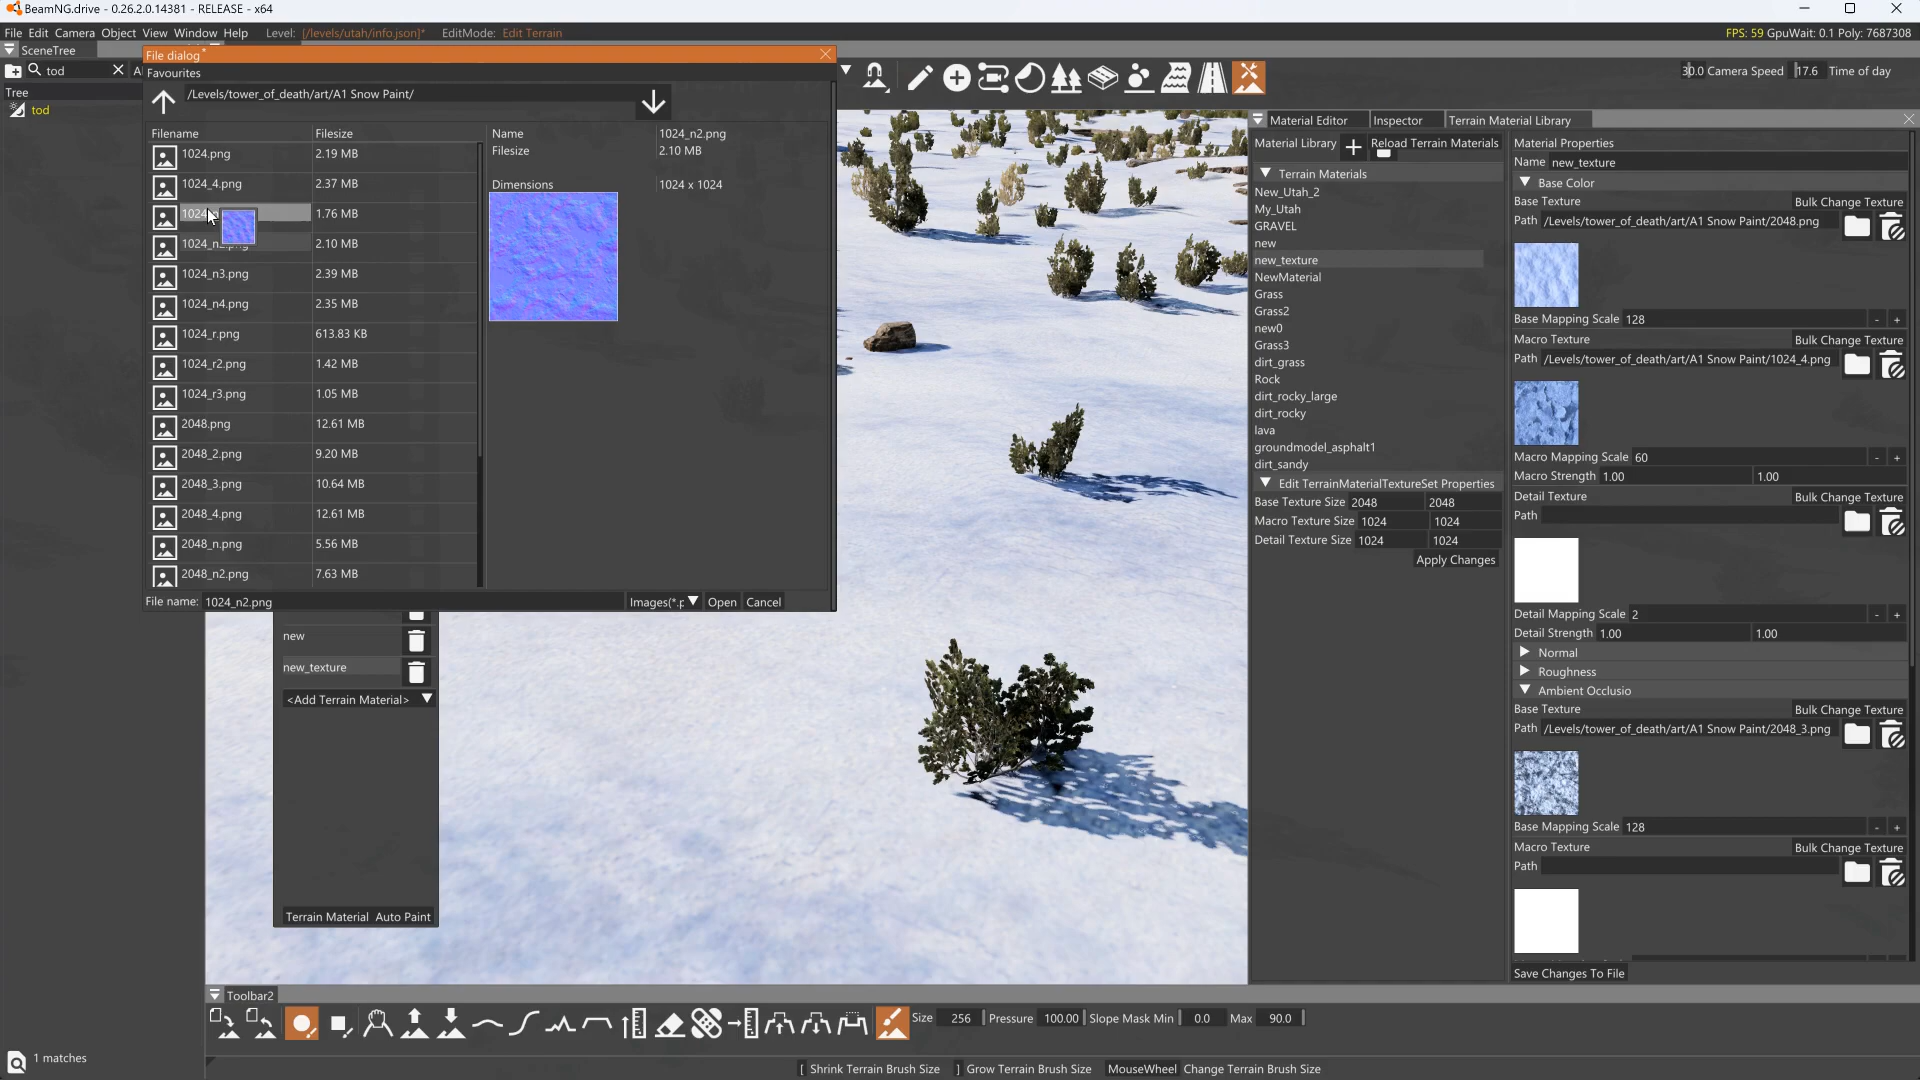 BeamNG.drive - 0.26.2.0.14381 - RELEASE - x64
File Edit Camera Object View Window Help Level: [/levels/utah/info.json]* EditMode: Edit Terrain
FPS: 59 GpuWait: 0.1 Poly: 7687308
SceneTree
tod
Tree
tod
1 matches
File dialog*
Favourites
/Levels/tower_of_death/art/A1 Snow Paint/
Filename Filesize
1024.png 2.19 MB
1024_4.png 2.37 MB
1024 1.76 MB
1024_n2.png 2.10 MB
1024_n3.png 2.39 MB
1024_n4.png 2.35 MB
1024_r.png 613.83 KB
1024_r2.png 1.42 MB
1024_r3.png 1.05 MB
2048.png 12.61 MB
2048_2.png 9.20 MB
2048_3.png 10.64 MB
2048_4.png 12.61 MB
2048_n.png 5.56 MB
2048_n2.png 7.63 MB
Name 1024_n2.png
Filesize 2.10 MB
Dimensions 1024 x 1024
File name: 1024_n2.png Images(*.p Open Cancel
new
new_texture
<Add Terrain Material>
Terrain Material Auto Paint
30.0 Camera Speed 17.6 Time of day
Material Editor Inspector Terrain Material Library
Material Library Reload Terrain Materials
Terrain Materials
New_Utah_2
My_Utah
GRAVEL
new
new_texture
NewMaterial
Grass
Grass2
new0
Grass3
dirt_grass
Rock
dirt_rocky_large
dirt_rocky
lava
groundmodel_asphalt1
dirt_sandy
Edit TerrainMaterialTextureSet Properties
Base Texture Size 2048 2048
Macro Texture Size 1024 1024
Detail Texture Size 1024 1024
Apply Changes
Material Properties
Name new_texture
Base Color
Base Texture Bulk Change Texture
Path /Levels/tower_of_death/art/A1 Snow Paint/2048.png
Base Mapping Scale 128 - +
Macro Texture Bulk Change Texture
Path /Levels/tower_of_death/art/A1 Snow Paint/1024_4.png
Macro Mapping Scale 60 - +
Macro Strength 1.00 1.00
Detail Texture Bulk Change Texture
Path
Detail Mapping Scale 2 - +
Detail Strength 1.00 1.00
Normal
Roughness
Ambient Occlusio
Base Texture Bulk Change Texture
Path /Levels/tower_of_death/art/A1 Snow Paint/2048_3.png
Base Mapping Scale 128 - +
Macro Texture Bulk Change Texture
Path
Save Changes To File
Toolbar2
Size 256 Pressure 100.00 Slope Mask Min 0.0 Max 90.0
[ Shrink Terrain Brush Size ] Grow Terrain Brush Size MouseWheel Change Terrain Brush Size